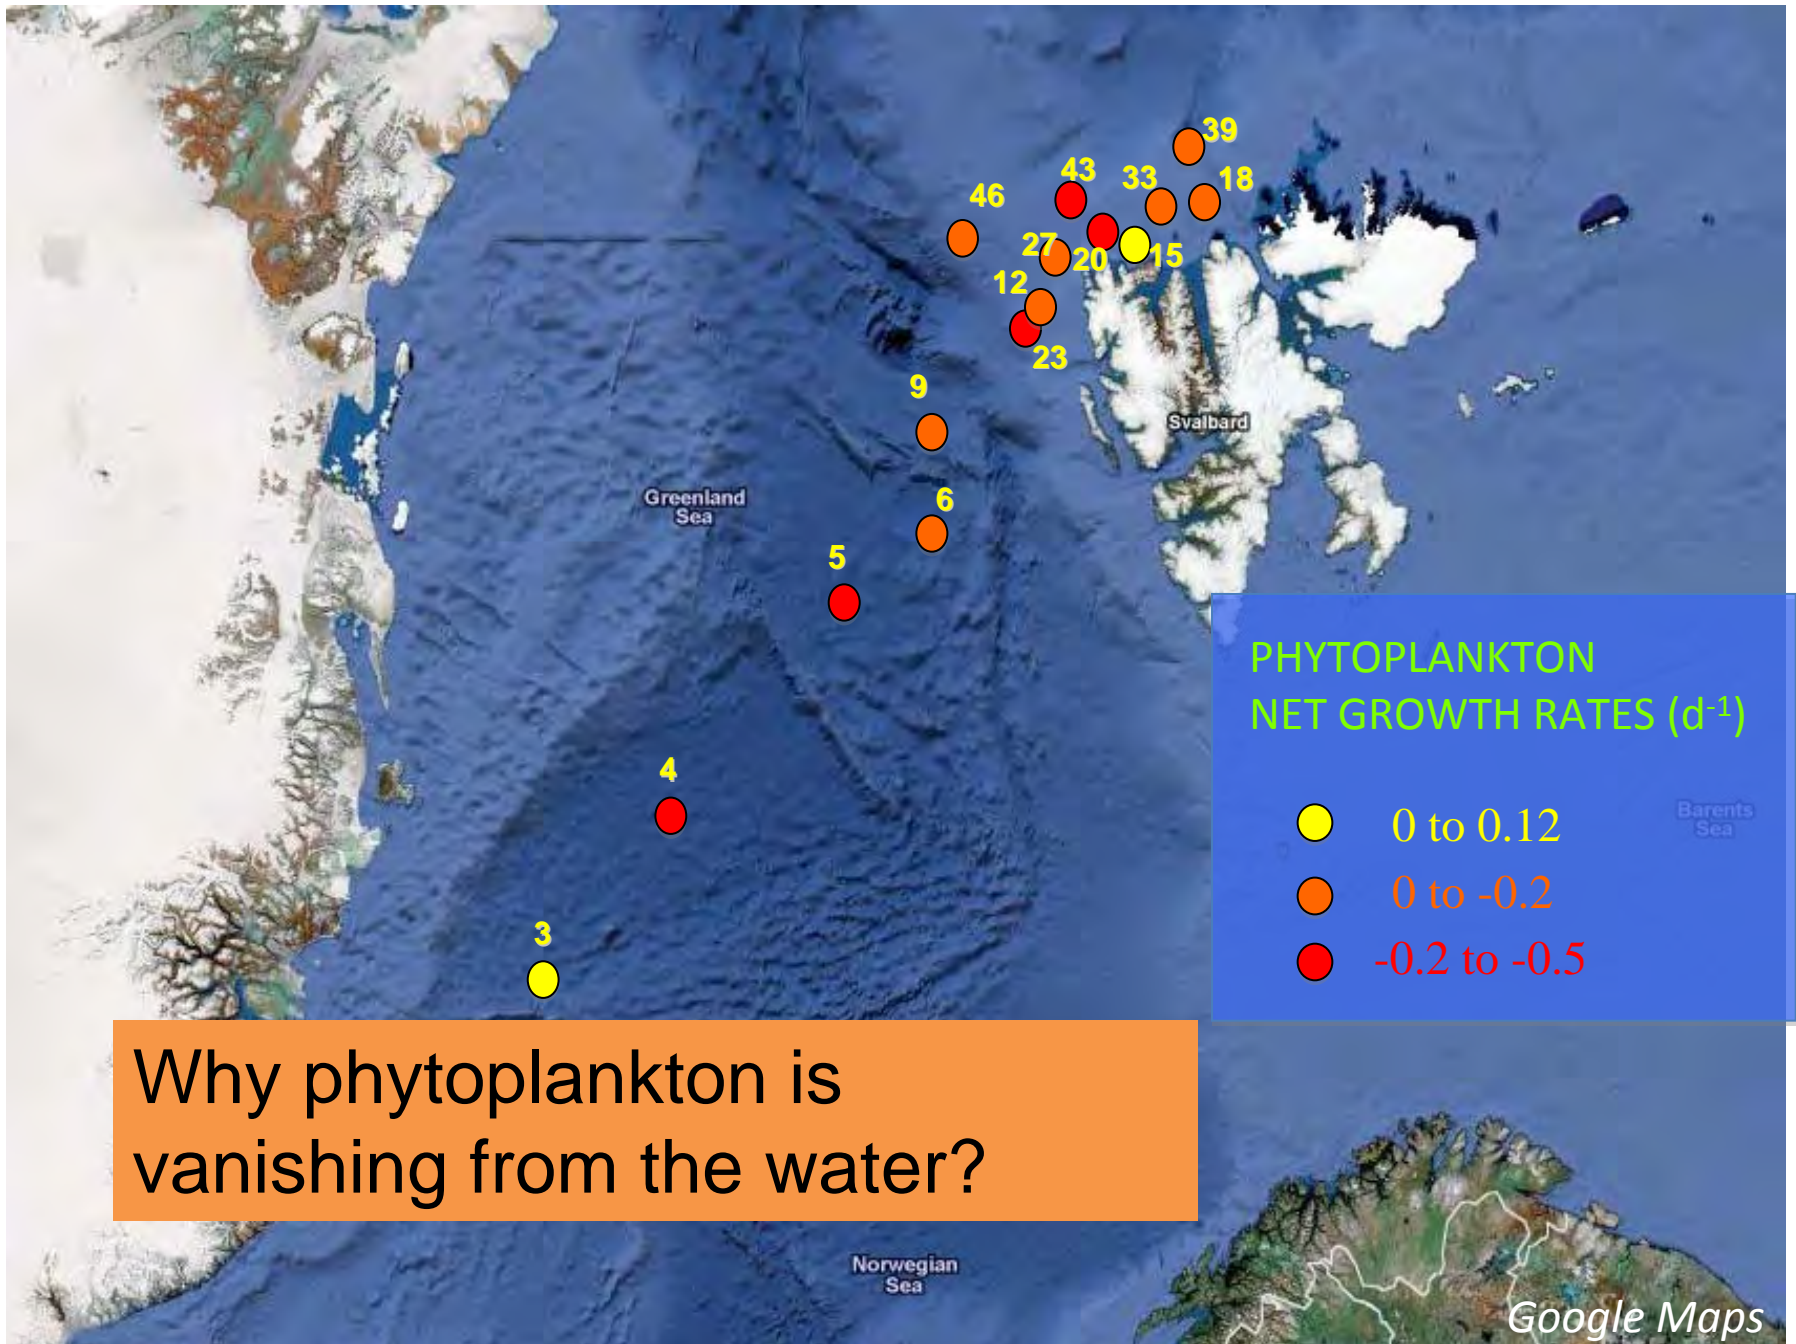 39
43
33
18
46
27
20
15
12
23
9
Svalbard
Greenland
Sea
6
5
PHYTOPLANKTON
NET GROWTH RATES (d⁻¹)
4
0 to 0.12
Barents
Sea
0 to -0.2
3
-0.2 to -0.5
Why phytoplankton is
vanishing from the water?
Norwegian
Sea
Google Maps